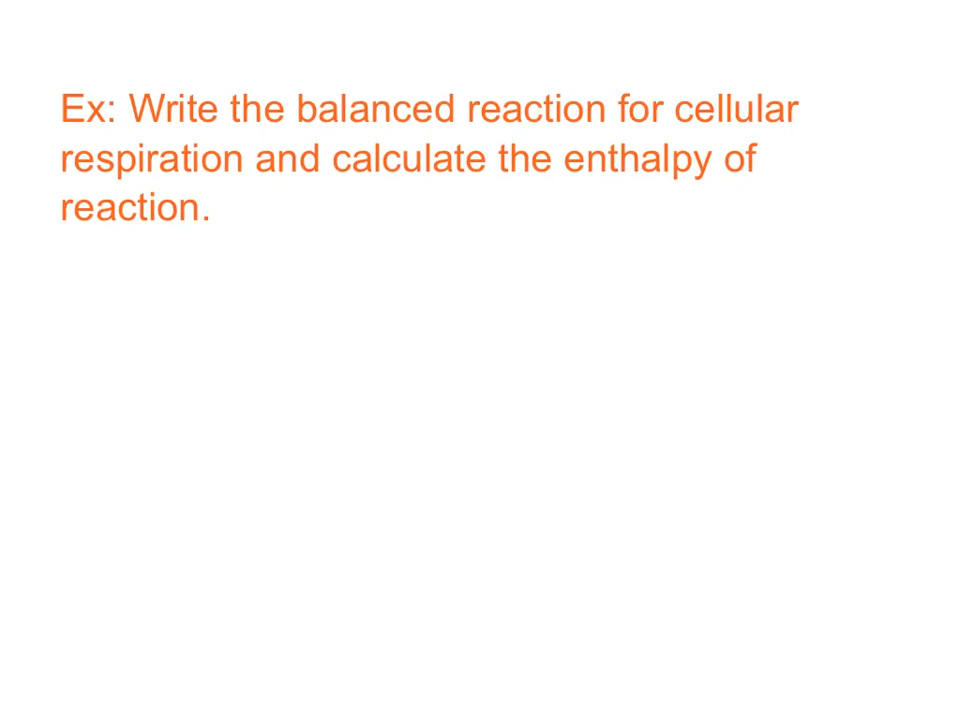 Ex: Write the balanced reaction for cellular
respiration and calculate the enthalpy of
reaction.